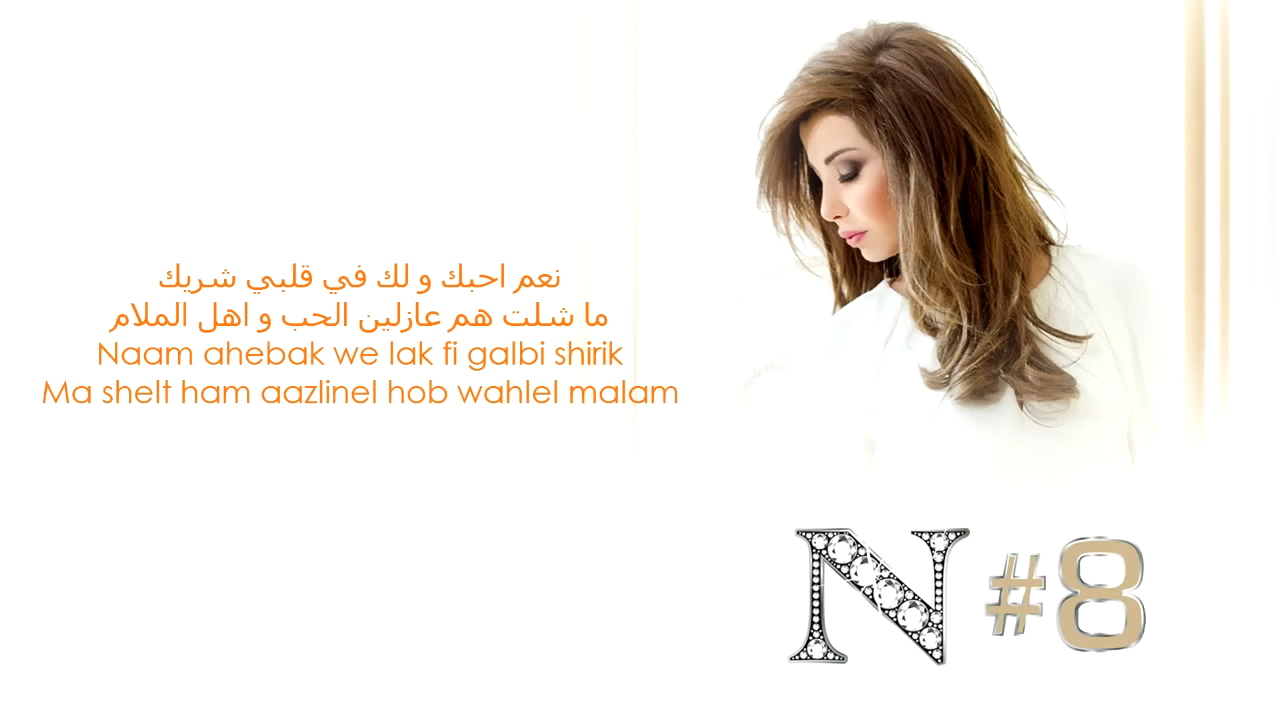 نعم احبك و لك في قلبي شريك
ما شلت هم عازلين الحب و اهل الملام
Naam ahebak we lak fi galbi shirik
Ma shelt ham aazlinel hob wahlel malam
N #8